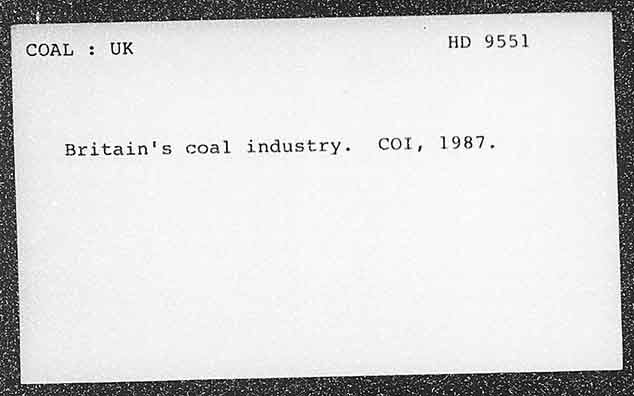 COAL : UK HD 9551
Britain's coal industry. COI, 1987.